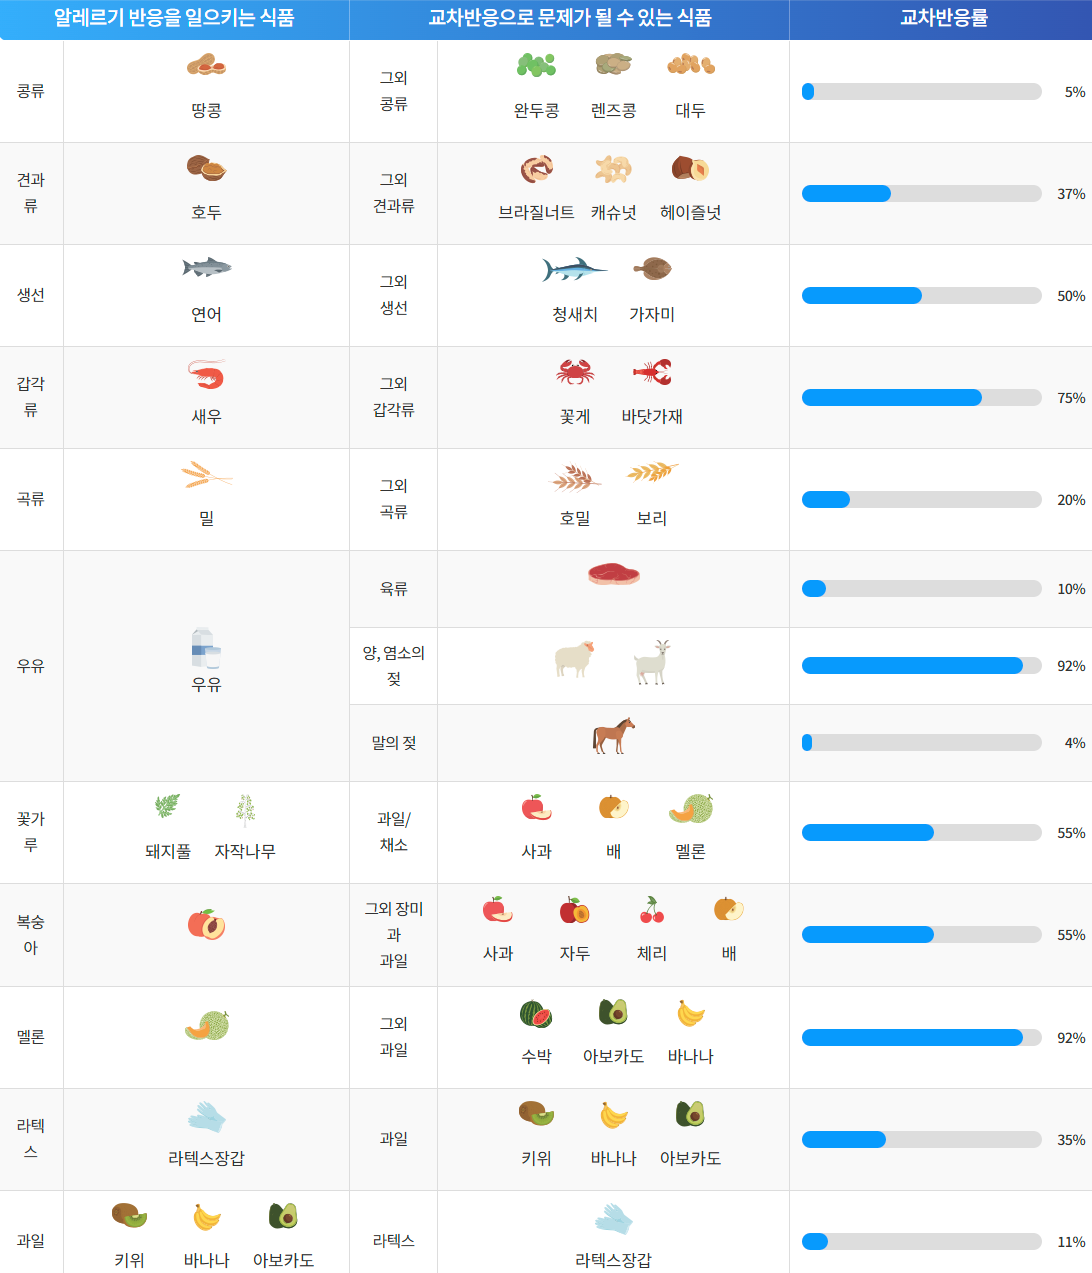 알레르기 반응을 일으키는 식품 교차반응으로 문제가 될 수 있는 식품 교차반응률
콩류
땅콩
그외
콩류
완두콩 렌즈콩 대두
5%
견과
류
호두
그외
견과류
브라질너트 캐슈넛 헤이즐넛
37%
생선
연어
그외
생선
청새치 가자미
50%
갑각
류
새우
그외
갑각류
꽃게 바닷가재
75%
곡류
밀
그외
곡류
호밀 보리
20%
우유
우유
육류
10%
양, 염소의
젖
92%
말의 젖
4%
꽃가
루
돼지풀 자작나무
과일/
채소
사과 배 멜론
55%
복숭
아
그외 장미
과
과일
사과 자두 체리 배
55%
멜론
그외
과일
수박 아보카도 바나나
92%
라텍
스
라텍스장갑
과일
키위 바나나 아보카도
35%
과일
키위 바나나 아보카도
라텍스
라텍스장갑
11%